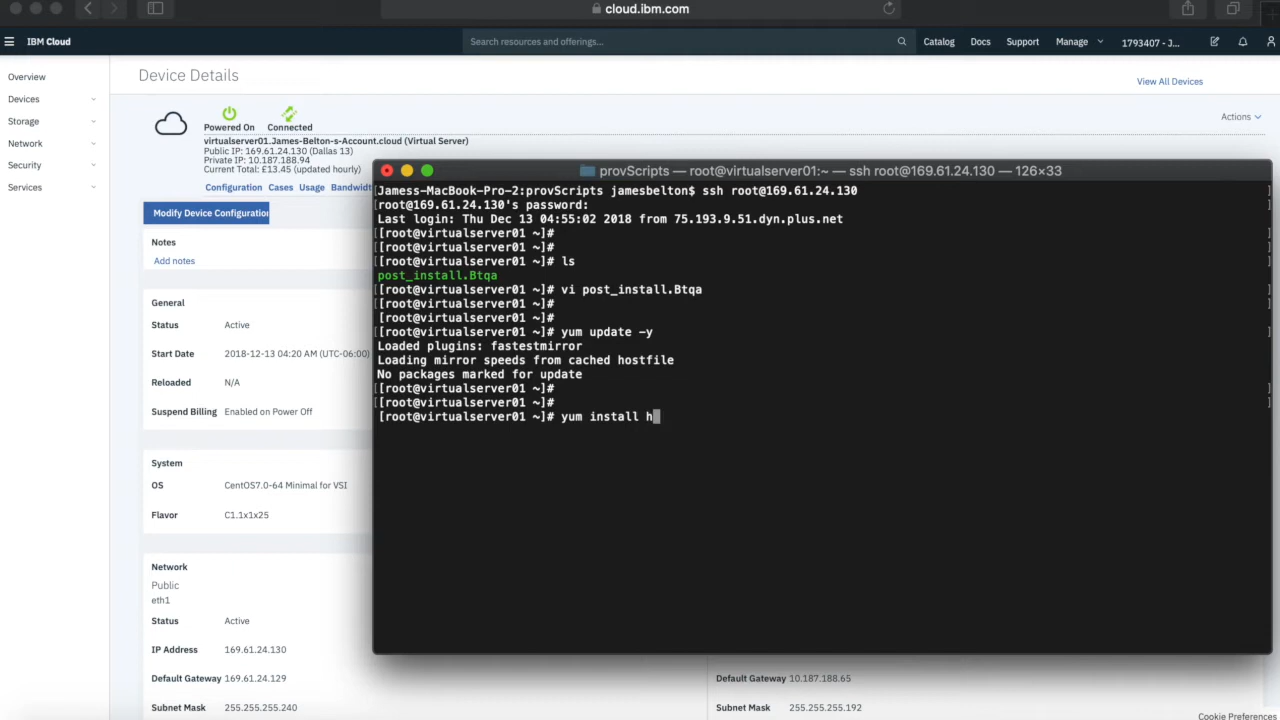 cloud.ibm.com
IBM Cloud
Search resources and offerings...
Catalog Docs Support Manage 1793407 - J...
Overview
Devices
Storage
Network
Security
Services
Device Details
View All Devices
Actions
Powered On Connected
virtualserver01.James-Belton-s-Account.cloud (Virtual Server)
Public IP: 169.61.24.130 (Dallas 13)
Private IP: 10.187.188.94
Current Total: £13.45 (updated hourly)
Configuration Cases Usage Bandwidt
Modify Device Configuration
Notes
Add notes
General
Status Active
Start Date 2018-12-13 04:20 AM (UTC-06:00)
Reloaded N/A
Suspend Billing Enabled on Power Off
System
OS CentOS7.0-64 Minimal for VSI
Flavor C1.1x1x25
Network
Public
eth1
Status Active
IP Address 169.61.24.130
Default Gateway 169.61.24.129
Subnet Mask 255.255.255.240
Default Gateway 10.187.188.65
Subnet Mask 255.255.255.192
Cookie Preferences
provScripts — root@virtualserver01:~ — ssh root@169.61.24.130 — 126×33
[Jamess-MacBook-Pro-2:provScripts jamesbelton$ ssh root@169.61.24.130 ]
[root@169.61.24.130's password:
Last login: Thu Dec 13 04:55:02 2018 from 75.193.9.51.dyn.plus.net
[[root@virtualserver01 ~]# ]
[[root@virtualserver01 ~]# ]
[[root@virtualserver01 ~]# ls ]
post_install.Btqa
[[root@virtualserver01 ~]# vi post_install.Btqa ]
[[root@virtualserver01 ~]# ]
[[root@virtualserver01 ~]# ]
[[root@virtualserver01 ~]# yum update -y ]
Loaded plugins: fastestmirror
Loading mirror speeds from cached hostfile
No packages marked for update
[[root@virtualserver01 ~]# ]
[[root@virtualserver01 ~]# ]
[root@virtualserver01 ~]# yum install h